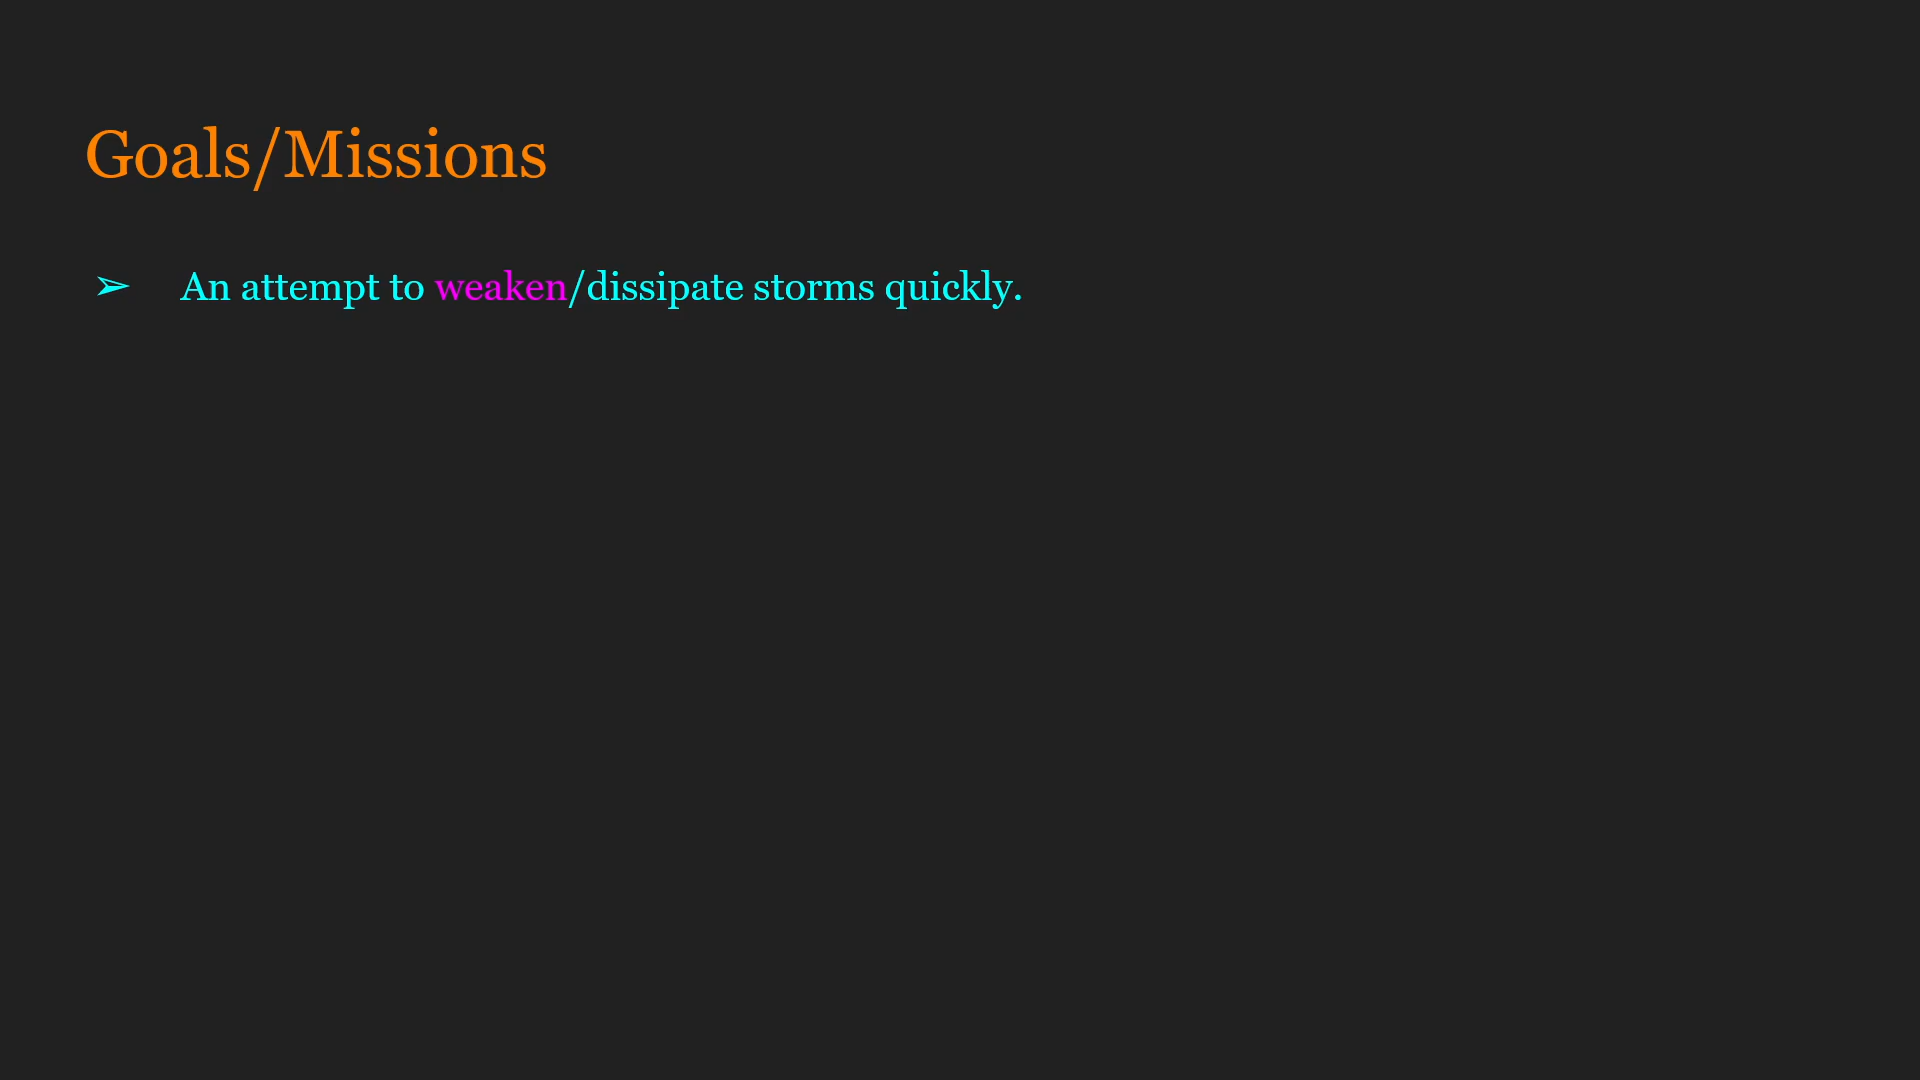 Goals/Missions
➢ An attempt to weaken/dissipate storms quickly.